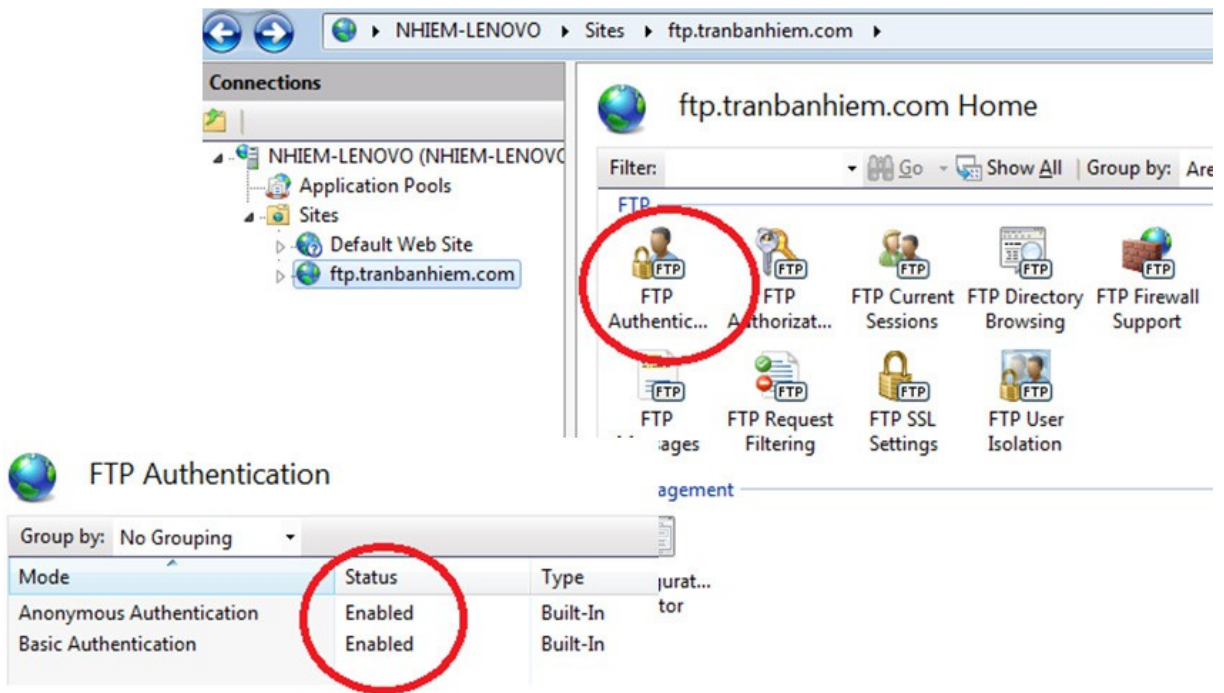 NHIEM-LENOVO Sites ftp.tranbanhiem.com
Connections
NHIEM-LENOVO (NHIEM-LENOVO
Application Pools
Sites
Default Web Site
ftp.tranbanhiem.com
ftp.tranbanhiem.com Home
Filter: Go Show All Group by: Are
FTP
FTP FTP FTP FTP FTP
FTP FTP FTP Current FTP Directory FTP Firewall
Authentic... Authorizat... Sessions Browsing Support
FTP FTP FTP FTP
FTP FTP Request FTP SSL FTP User
ssages Filtering Settings Isolation
agement
jurat...
tor
FTP Authentication
Group by: No Grouping
Mode Status Type
Anonymous Authentication Enabled Built-In
Basic Authentication Enabled Built-In